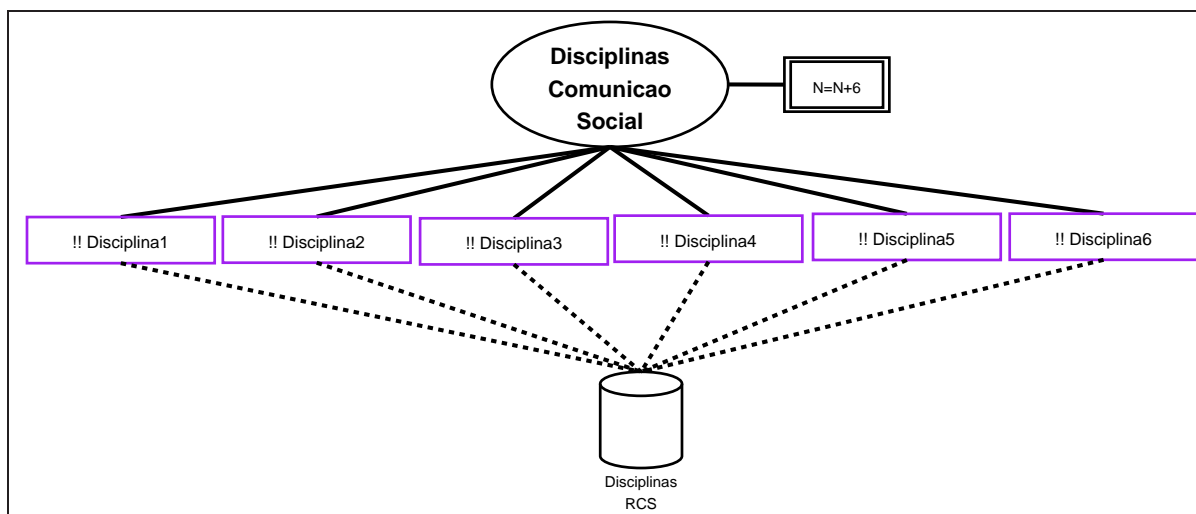 Disciplinas
Comunicao
Social
N=N+6
!! Disciplina1
!! Disciplina2
!! Disciplina3
!! Disciplina4
!! Disciplina5
!! Disciplina6
Disciplinas
RCS